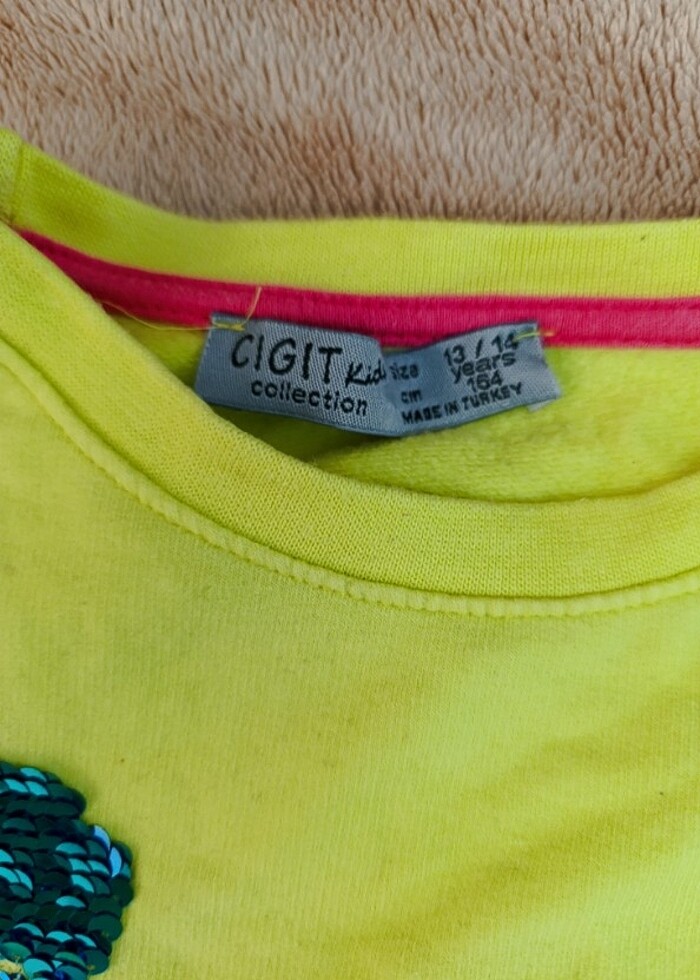 CIGIT Kids
collection
size 13 / 14
years
cm 164
MADE IN TURKEY